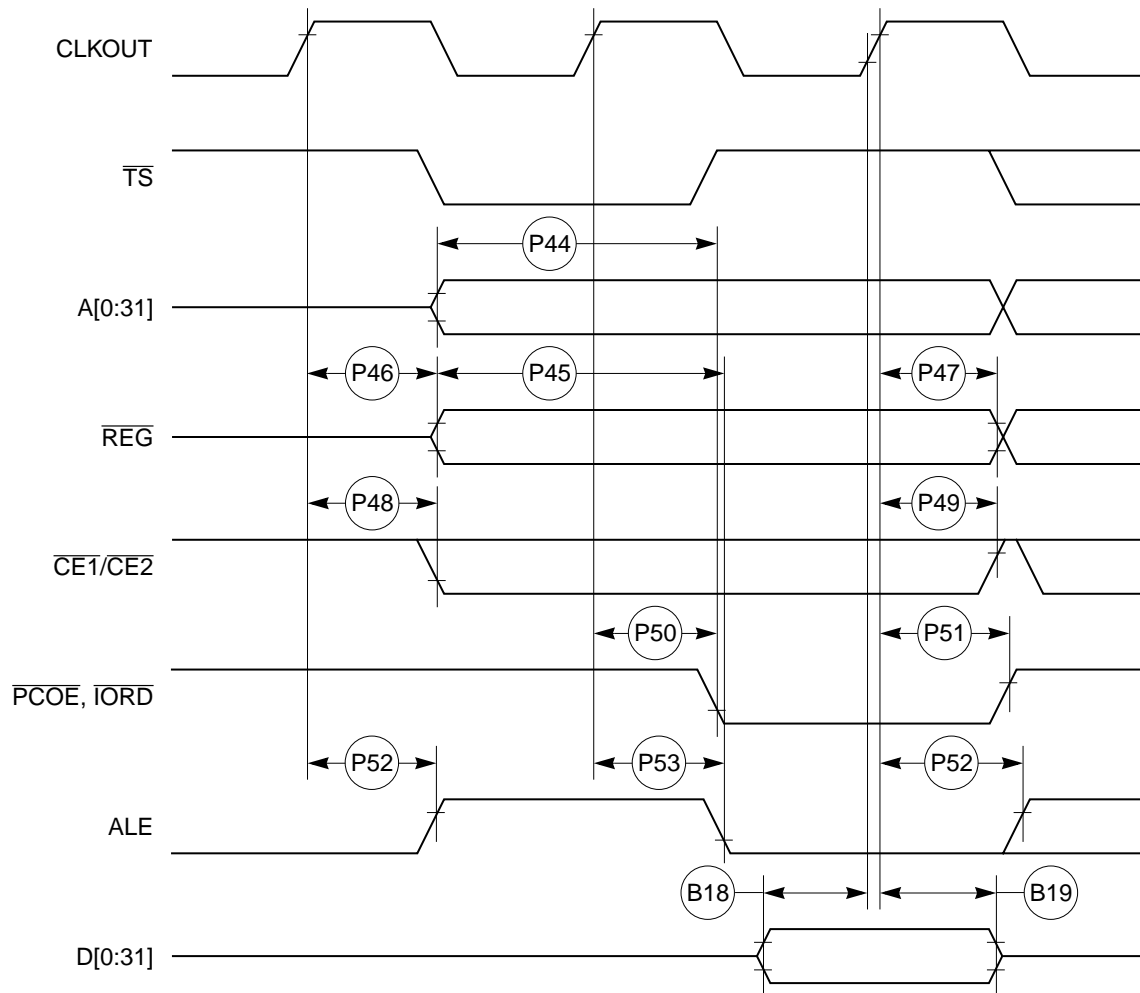 CLKOUT
TS
P44
A[0:31]
P46 P45 P47
REG
P48 P49
CE1/CE2
P50 P51
PCOE, IORD
P52 P53 P52
ALE
B18 B19
D[0:31]